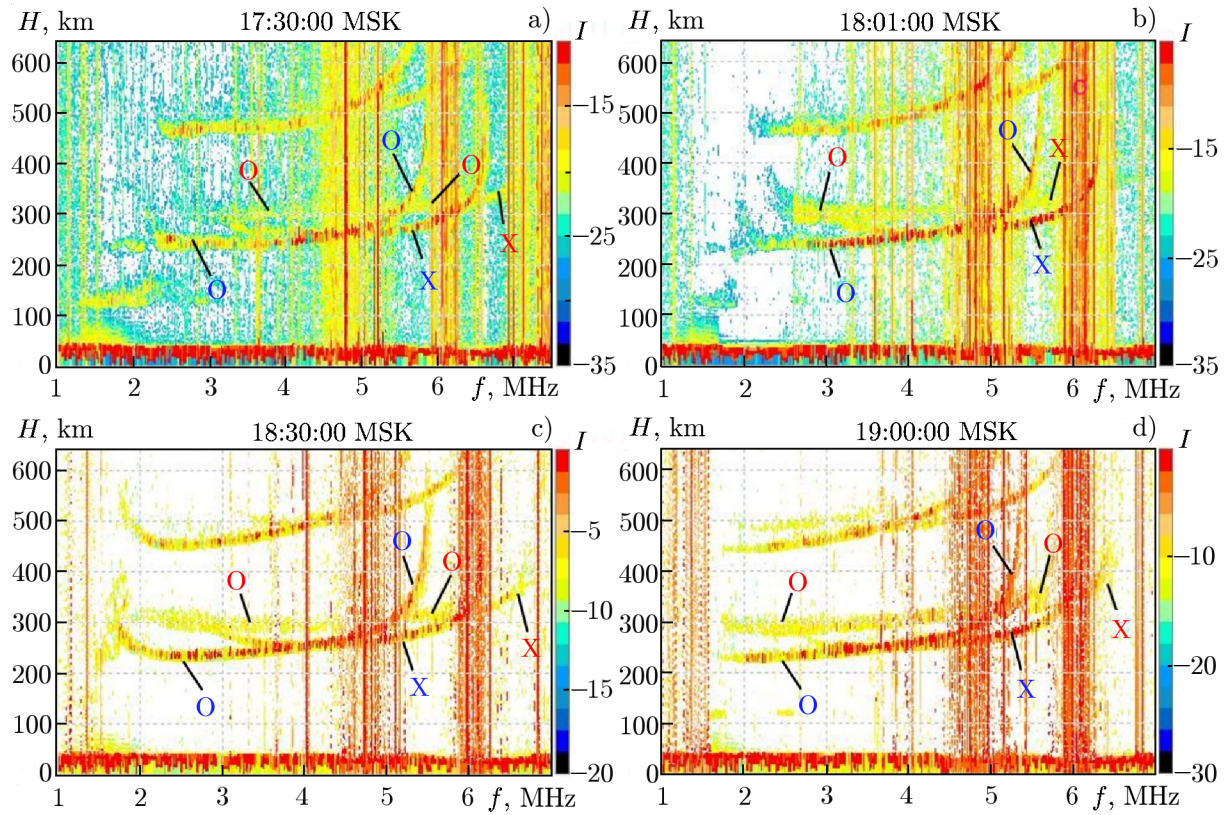 H, km 17:30:00 MSK a) I
600
500
400
300
200
100
0
O
O
O
O
X
X
1 2 3 4 5 6 f, MHz
−15
−25
−35
H, km 18:01:00 MSK b) I
600
500
400
300
200
100
0
C
O
O
X
O
X
1 2 3 4 5 6 f, MHz
−15
−25
−35
H, km 18:30:00 MSK c) I
600
500
400
300
200
100
0
O
O
O
X
X
O
1 2 3 4 5 6 f, MHz
−5
−10
−15
−20
H, km 19:00:00 MSK d) I
600
500
400
300
200
100
0
O
O
O
X
X
O
1 2 3 4 5 6 f, MHz
−10
−20
−30